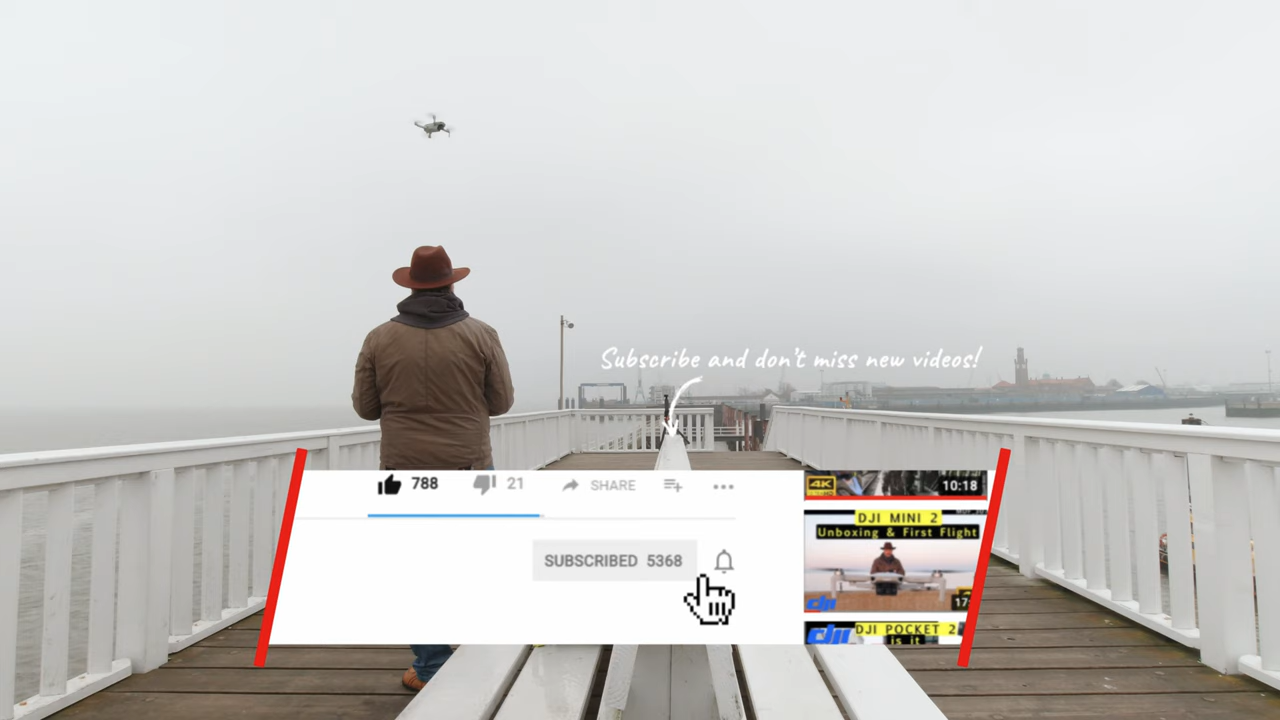 Subscribe and don't miss new videos!
788
21
SHARE
SUBSCRIBED 5368
4K
10:18
DJI MINI 2
Unboxing & First Flight
dji
17
dji
DJI POCKET 2
is it